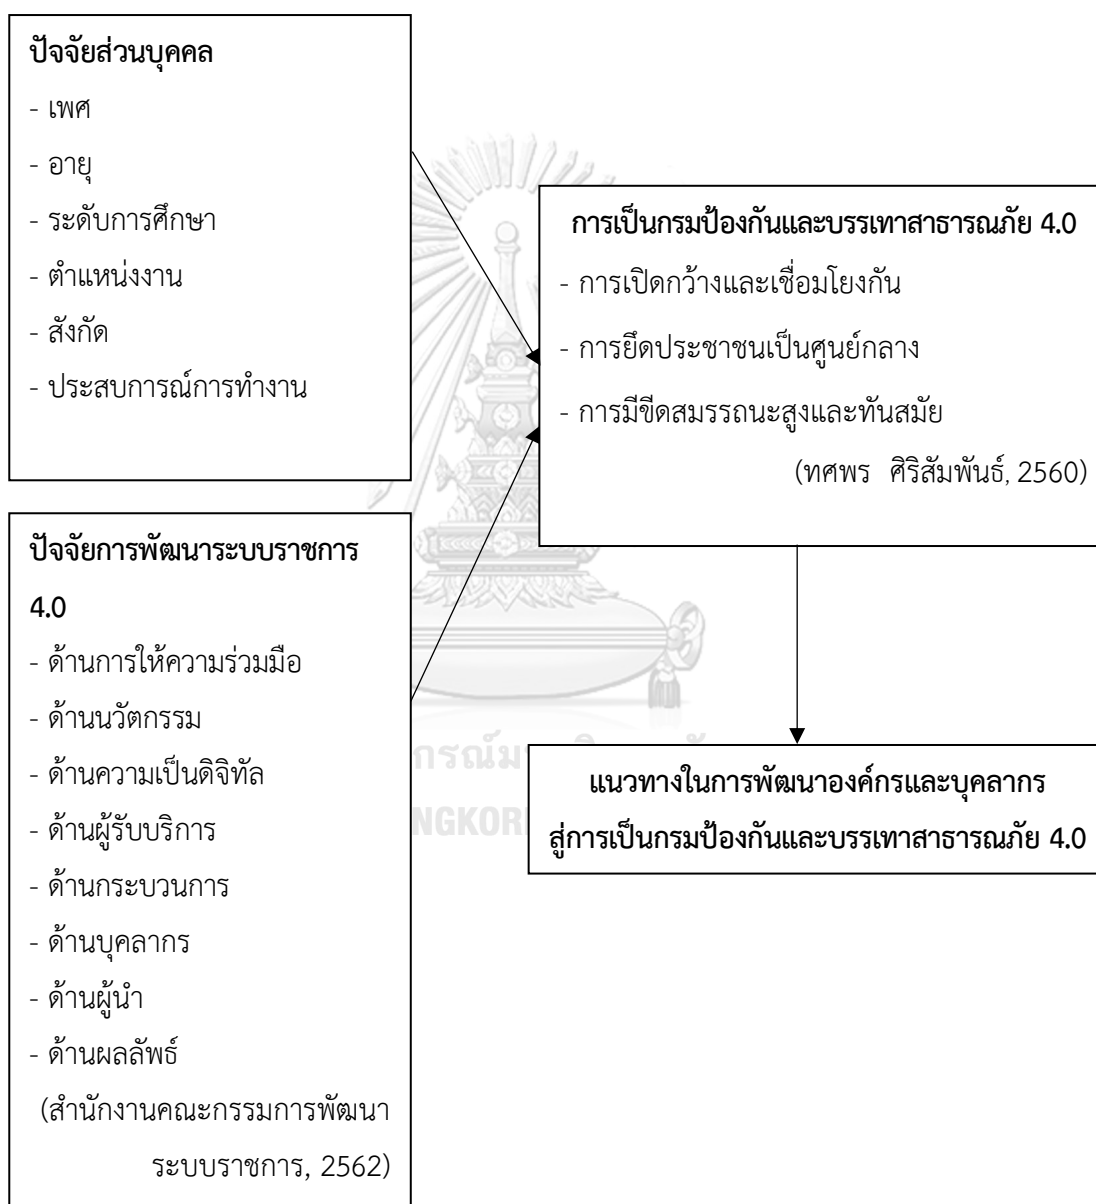 ปัจจัยส่วนบุคคล
- เพศ
- อายุ
- ระดับการศึกษา
- ตำแหน่งงาน
- สังกัด
- ประสบการณ์การทำงาน
ปัจจัยการพัฒนาระบบราชการ
4.0
- ด้านการให้ความร่วมมือ
- ด้านนวัตกรรม
- ด้านความเป็นดิจิทัล
- ด้านผู้รับบริการ
- ด้านกระบวนการ
- ด้านบุคลากร
- ด้านผู้นำ
- ด้านผลลัพธ์
(สำนักงานคณะกรรมการพัฒนา
ระบบราชการ, 2562)
การเป็นกรมป้องกันและบรรเทาสาธารณภัย 4.0
- การเปิดกว้างและเชื่อมโยงกัน
- การยึดประชาชนเป็นศูนย์กลาง
- การมีขีดสมรรถนะสูงและทันสมัย
(ทศพร ศิริสัมพันธ์, 2560)
แนวทางในการพัฒนาองค์กรและบุคลากร
สู่การเป็นกรมป้องกันและบรรเทาสาธารณภัย 4.0